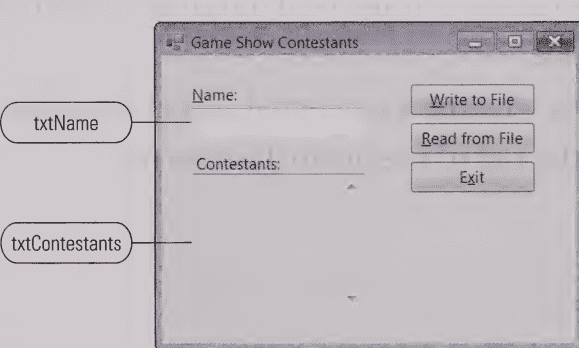 Game Show Contestants
Name:
Write to File
txtName
Read from File
Contestants:
Exit
txtContestants